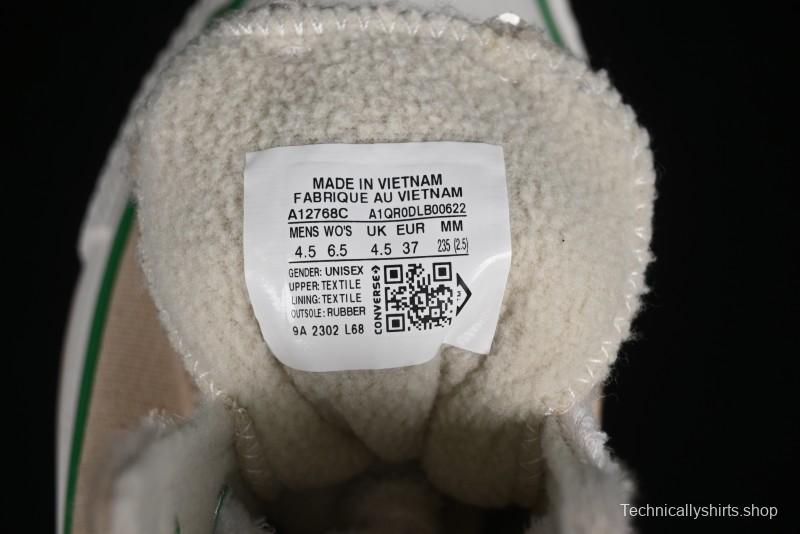 MADE IN VIETNAM
FABRIQUE AU VIETNAM
A12768C A1QR0DLB00622
MENS WO'S UK EUR MM
4.5 6.5 4.5 37 235 (2.5)
GENDER: UNISEX
UPPER: TEXTILE
LINING: TEXTILE
OUTSOLE: RUBBER
9A 2302 L68
CONVERSE
TM
Technicallyshirts.shop